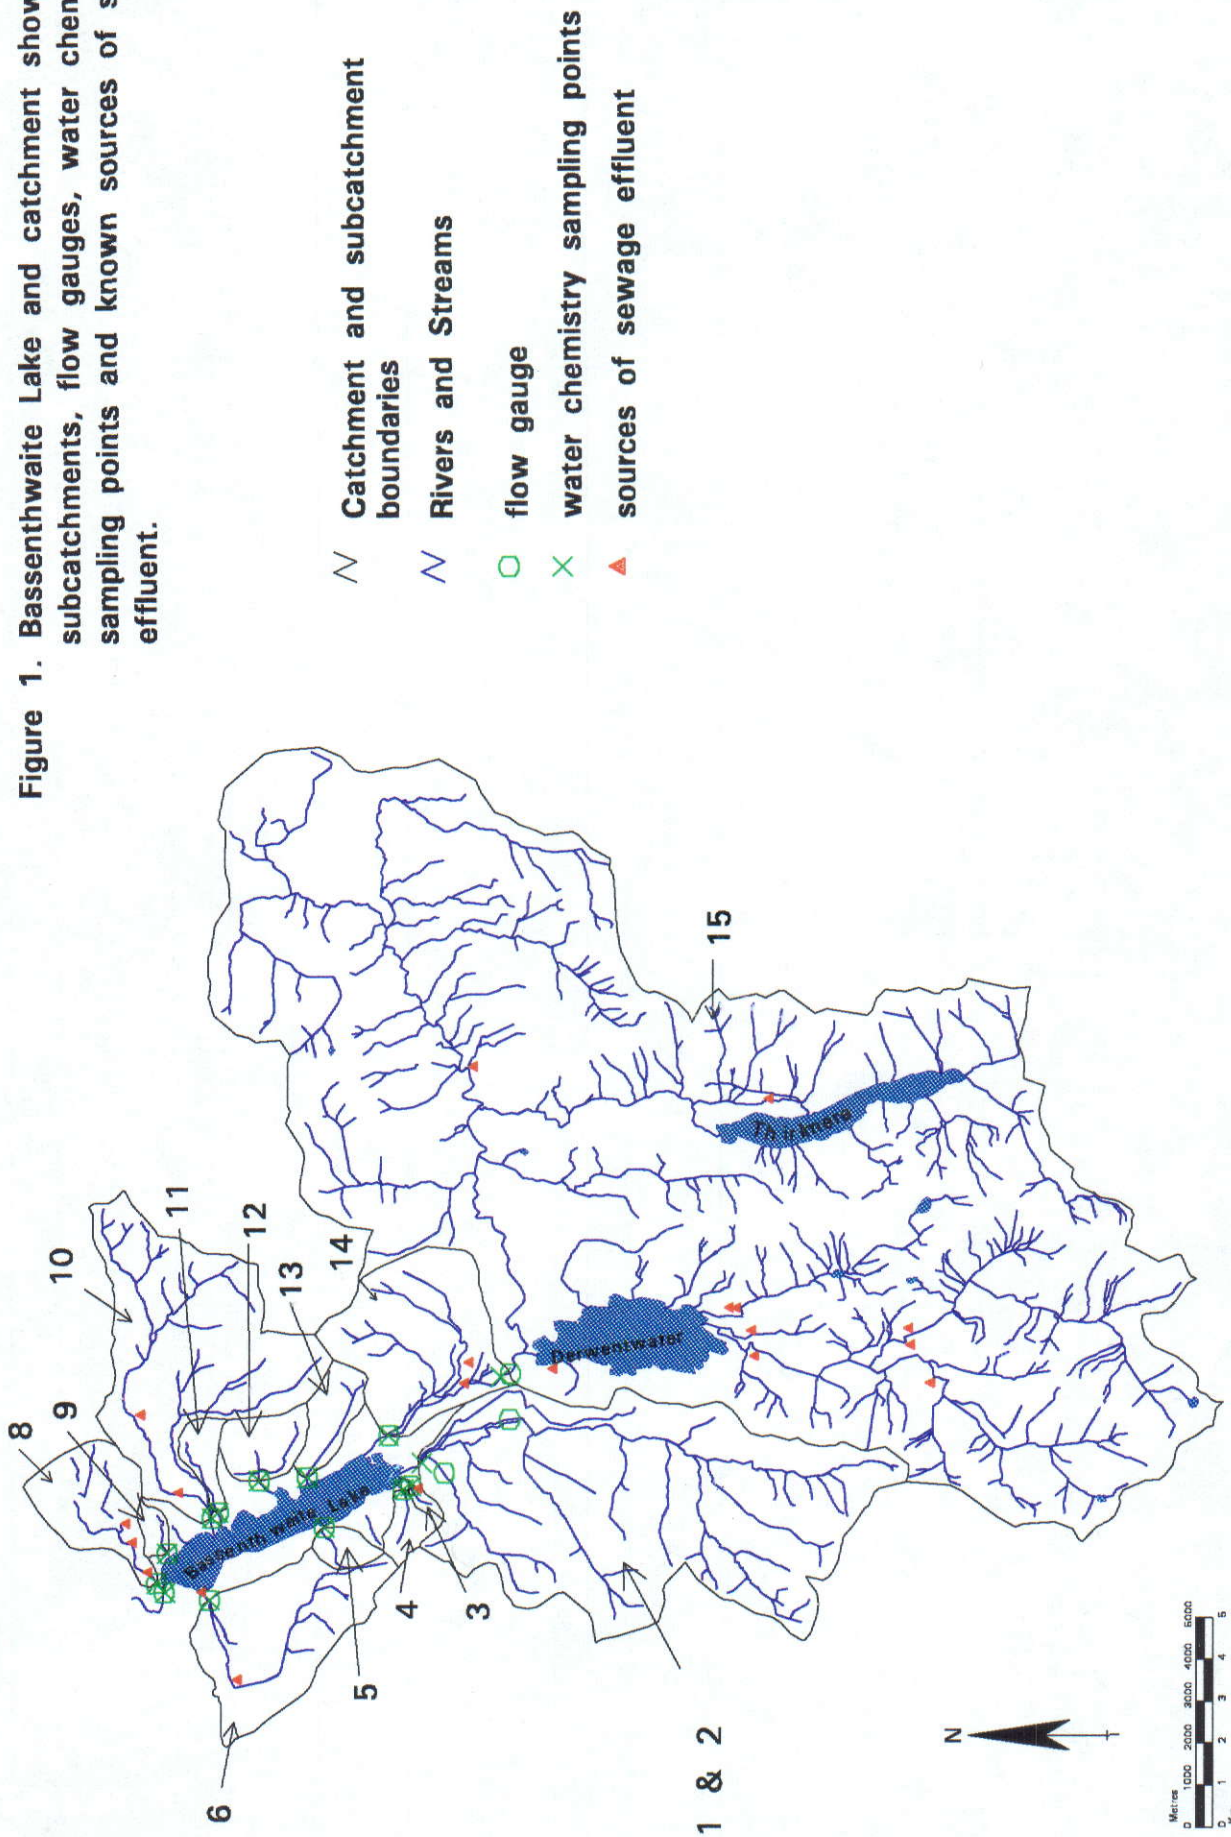 Figure 1. Bassenthwaite Lake and catchment show
subcatchments, flow gauges, water chem
sampling points and known sources of s
effluent.
Catchment and subcatchment
boundaries
Rivers and Streams
flow gauge
water chemistry sampling points
sources of sewage effluent
8
9
10
11
12
13
14
15
Bassenthwaite Lake
Derwentwater
Thirlmere
6
5
4
3
1 & 2
N
Metres
0 1000 2000 3000 4000 5000
0 1 2 3 4 5